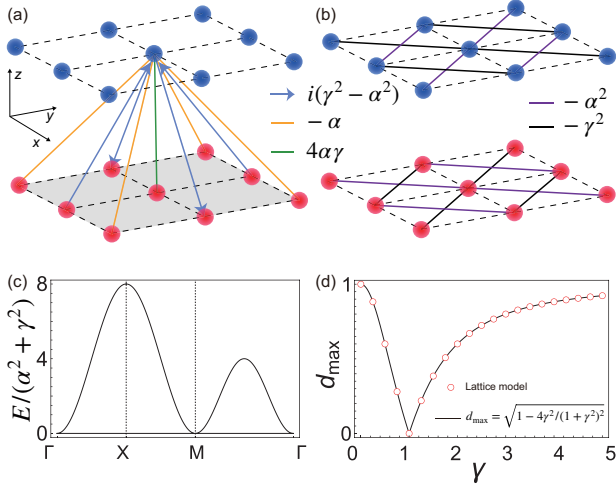 (a)
z
y
x
i(γ² − α²)
− α
4αγ
(b)
− α²
− γ²
(c)
E/(α² + γ²)
8
4
0
Γ
X
M
Γ
(d)
d_max
1
0
Lattice model
d_max = √(1 − 4γ²/(1 + γ²)²)
0
1
2
3
4
5
γ